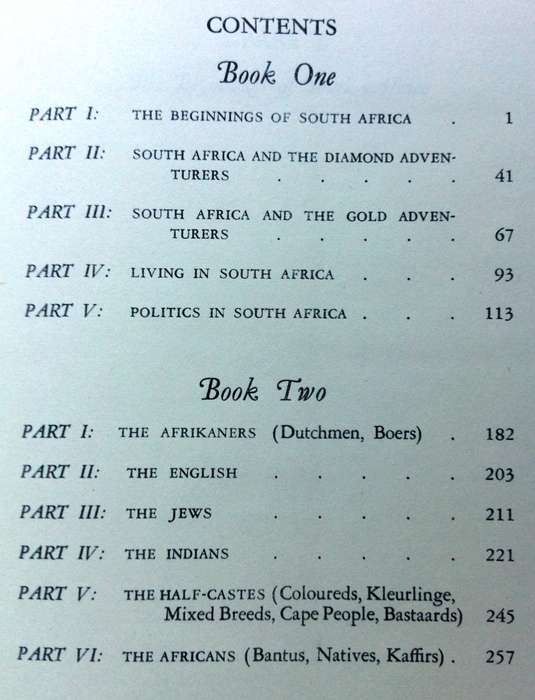 CONTENTS
Book One
PART I: THE BEGINNINGS OF SOUTH AFRICA . 1
PART II: SOUTH AFRICA AND THE DIAMOND ADVEN-
TURERS . . . . . 41
PART III: SOUTH AFRICA AND THE GOLD ADVEN-
TURERS . . . . . 67
PART IV: LIVING IN SOUTH AFRICA . . . 93
PART V: POLITICS IN SOUTH AFRICA . . . 113
Book Two
PART I: THE AFRIKANERS (Dutchmen, Boers) . 182
PART II: THE ENGLISH . . . . . 203
PART III: THE JEWS . . . . . 211
PART IV: THE INDIANS . . . . . 221
PART V: THE HALF-CASTES (Coloureds, Kleurlinge,
Mixed Breeds, Cape People, Bastaards) 245
PART VI: THE AFRICANS (Bantus, Natives, Kaffirs) . 257